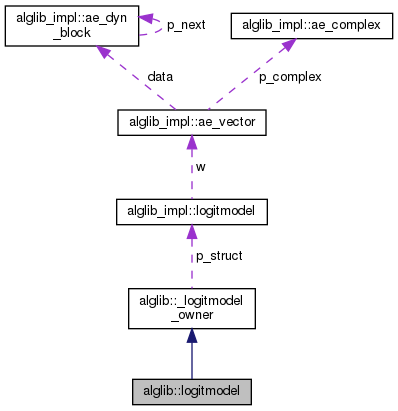 alglib_impl::ae_dyn
_block
p_next
alglib_impl::ae_complex
data
p_complex
alglib_impl::ae_vector
w
alglib_impl::logitmodel
p_struct
alglib::_logitmodel
_owner
alglib::logitmodel